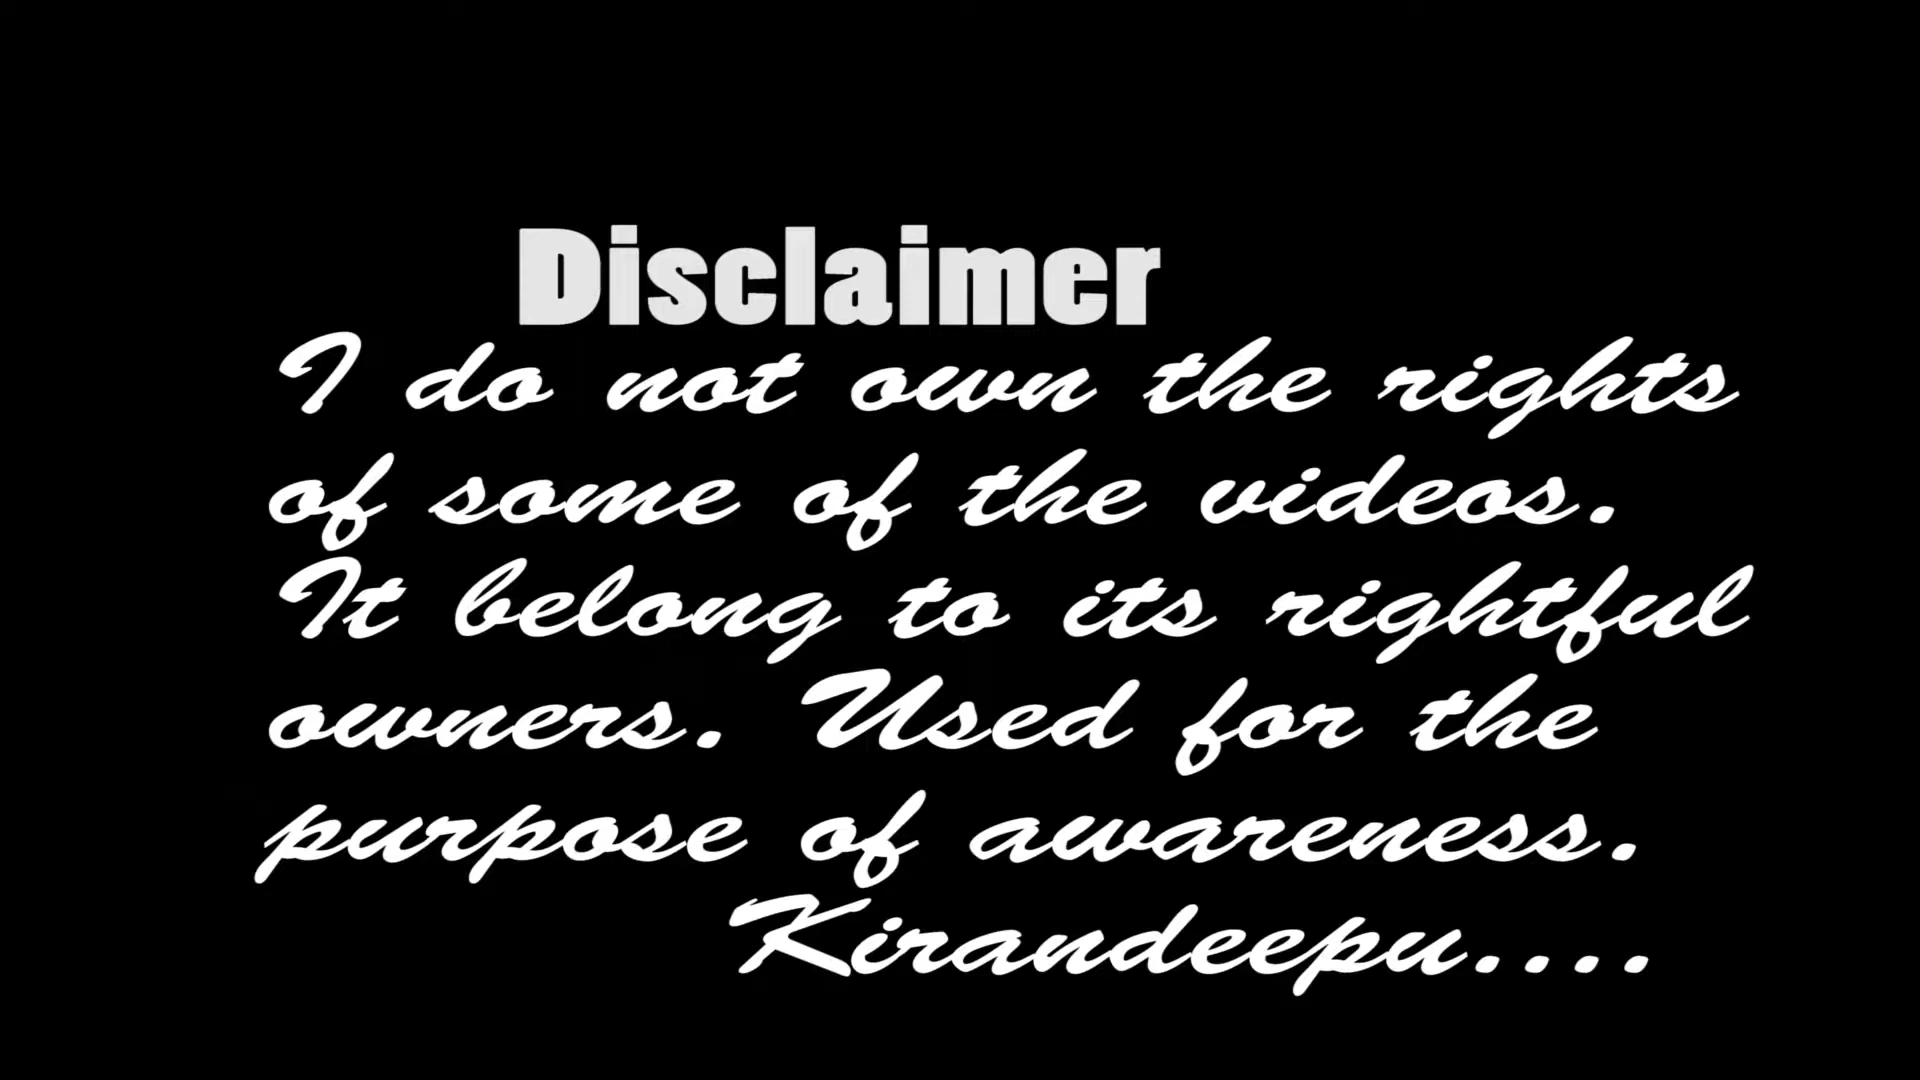 Disclaimer
I do not own the rights
of some of the videos.
It belong to its rightful
owners. Used for the
purpose of awareness.
Kirandeepu....